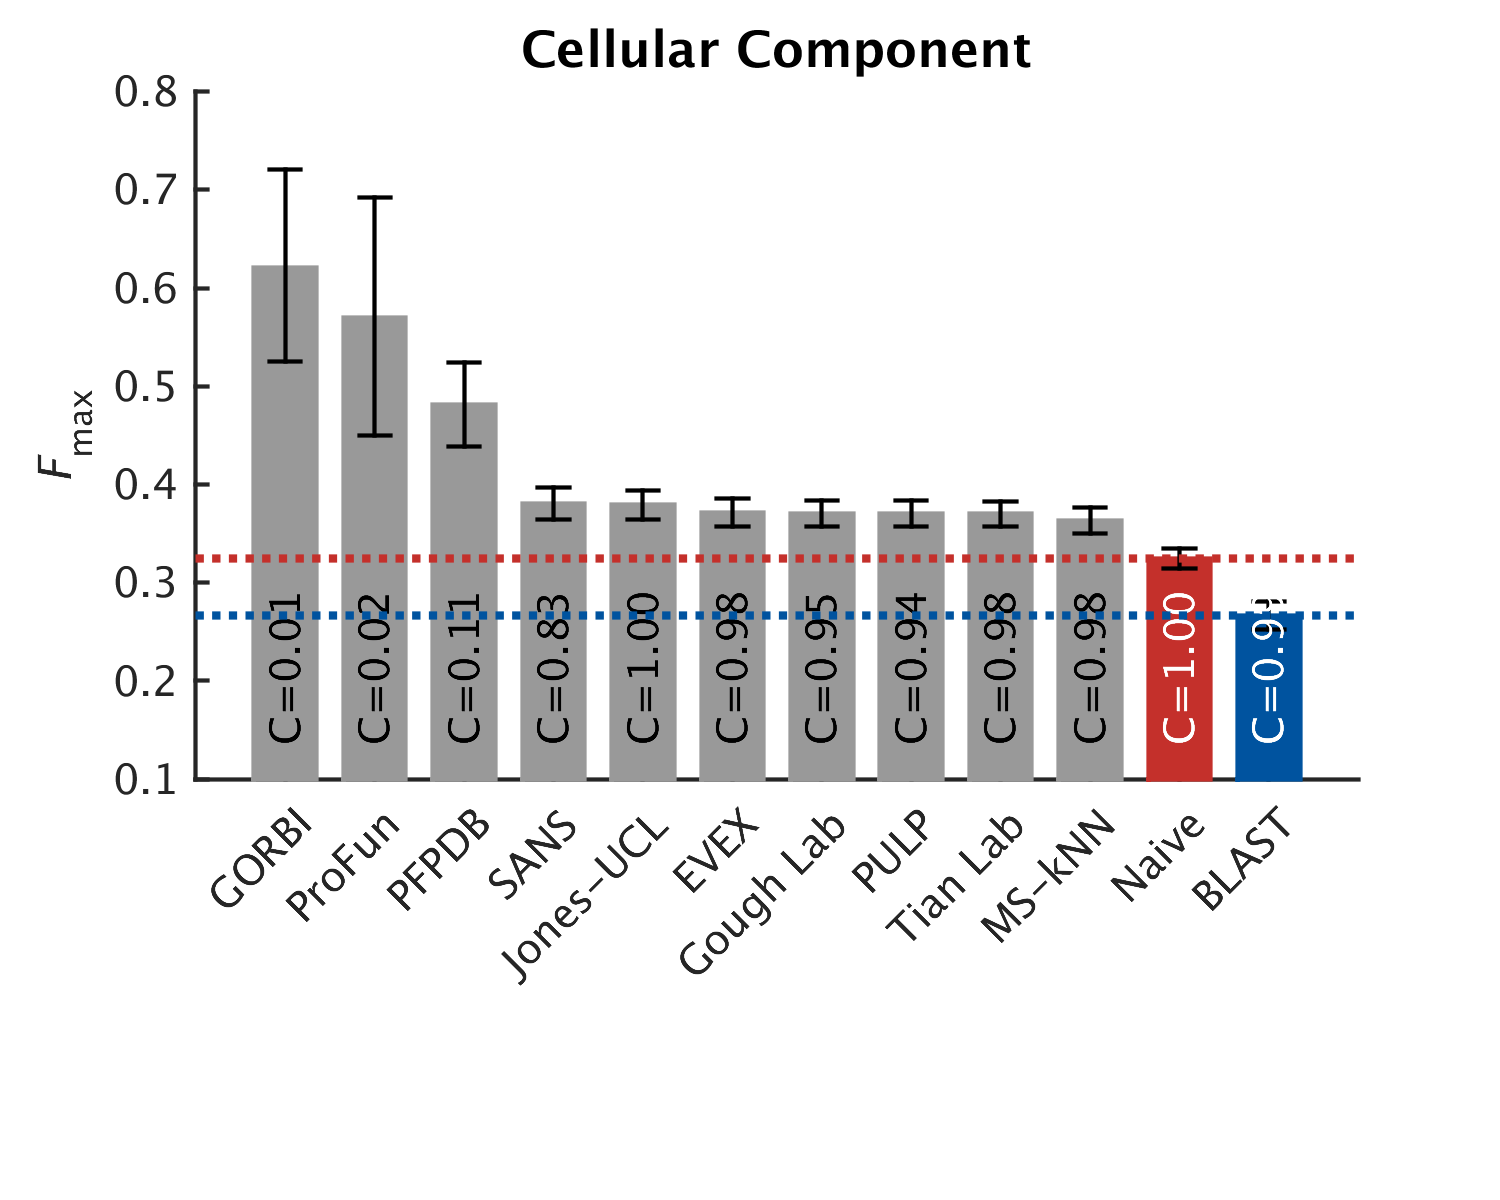 Cellular Component
0.8
0.7
0.6
0.5
0.4
0.3
0.2
0.1
Fmax
C=0.01
C=0.02
C=0.11
C=0.83
C=1.00
C=0.98
C=0.95
C=0.94
C=0.98
C=0.98
C=1.00
GORBI
ProFun
PFPDB
SANS
Jones-UCL
EVEX
Gough Lab
PULP
Tian Lab
MS-kNN
Naive
BLAST